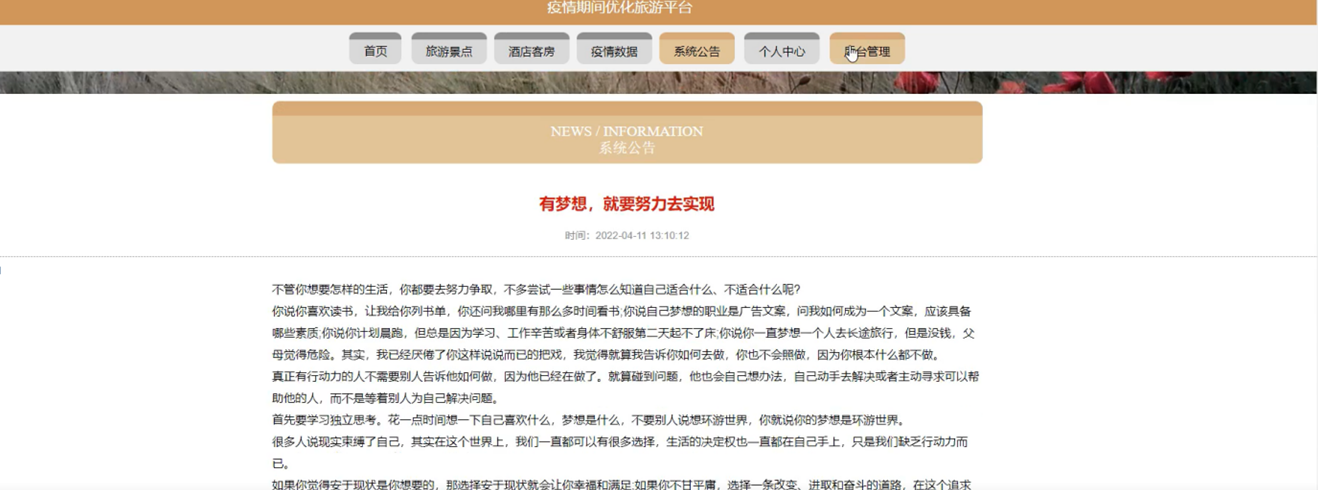 疫情期间优化旅游平台
首页 旅游景点 酒店客房 疫情数据 系统公告 个人中心 后台管理
NEWS / INFORMATION
系统公告
有梦想，就要努力去实现
时间：2022-04-11 13:10:12
不管你想要怎样的生活，你都要去努力争取，不多尝试一些事情怎么知道自己适合什么、不适合什么呢?
你说你喜欢读书，让我给你列书单，你还问我哪里有那么多时间看书;你说自己梦想的职业是广告文案，问我如何成为一个文案，应该具备
哪些素质;你说你计划晨跑，但总是因为学习、工作辛苦或者身体不舒服第二天起不了床;你说你一直梦想一个人去长途旅行，但是没钱，父
母觉得危险。其实，我已经厌倦了你这样说说而已的把戏，我觉得就算我告诉你如何去做，你也不会照做，因为你根本什么都不做。
真正有行动力的人不需要别人告诉他如何做，因为他已经在做了。就算碰到问题，他也会自己想办法，自己动手去解决或者主动寻求可以帮
助他的人，而不是等着别人为自己解决问题。
首先要学习独立思考。花一点时间想一下自己喜欢什么，梦想是什么，不要别人说想环游世界，你就说你的梦想是环游世界。
很多人说现实束缚了自己，其实在这个世界上，我们一直都可以有很多选择，生活的决定权也—直都在自己手上，只是我们缺乏行动力而
已。
如果你觉得安于现状是你想要的，那选择安于现状就会让你幸福和满足;如果你不甘平庸，选择一条改变、进取和奋斗的道路，在这个追求